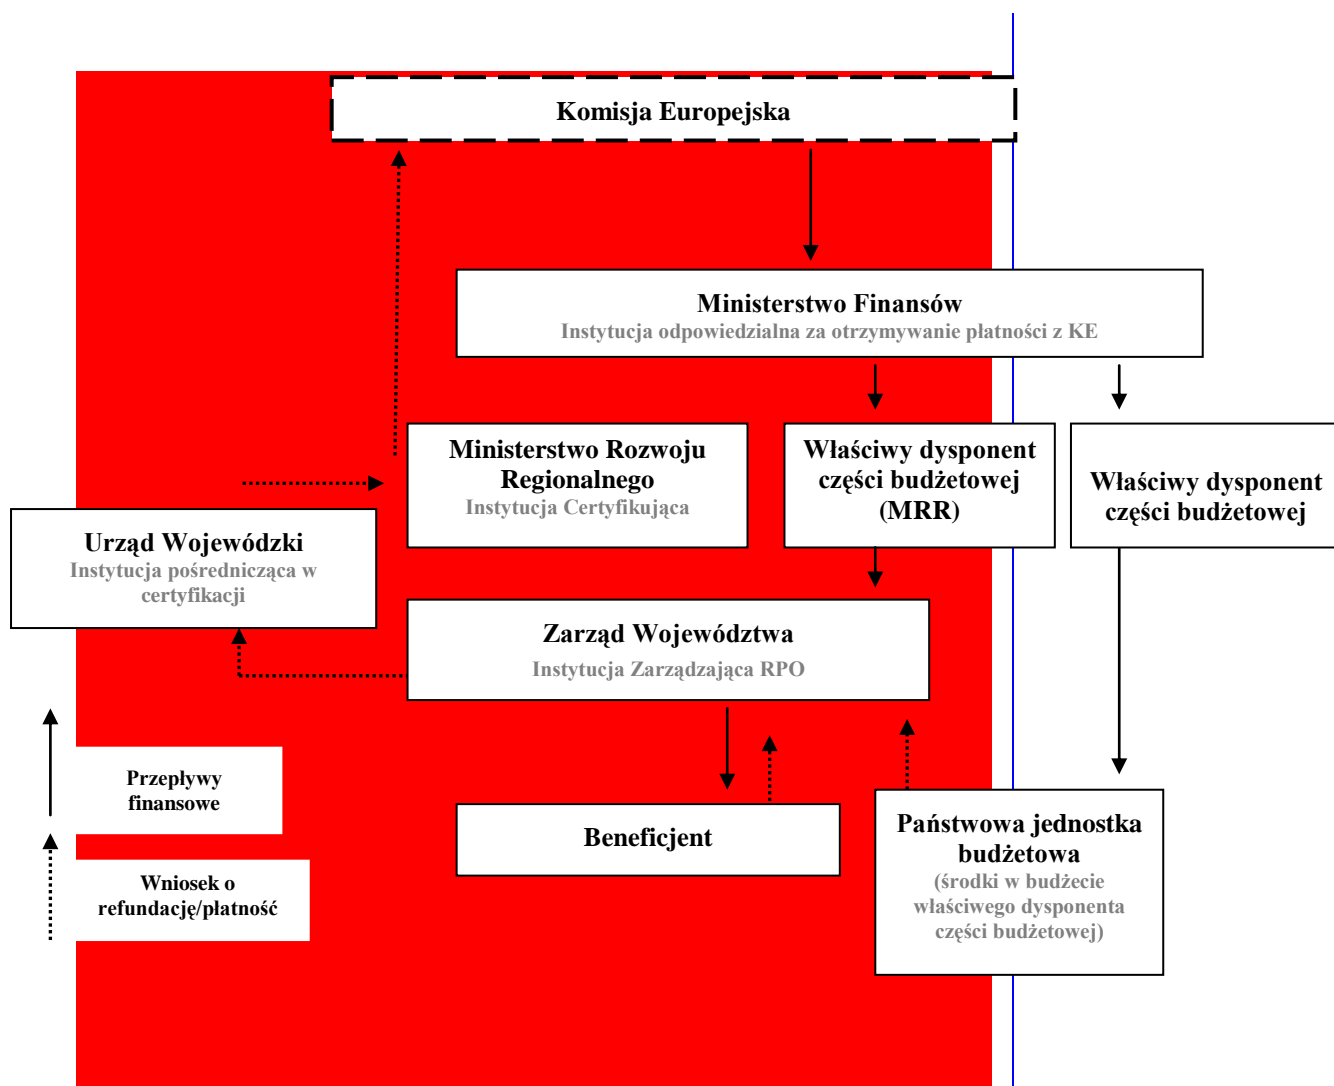 Komisja Europejska
Ministerstwo Finansów
Instytucja odpowiedzialna za otrzymywanie płatności z KE
Ministerstwo Rozwoju
Regionalnego
Instytucja Certyfikująca
Właściwy dysponent
części budżetowej
(MRR)
Właściwy dysponent
części budżetowej
Urząd Wojewódzki
Instytucja pośrednicząca w
certyfikacji
Zarząd Województwa
Instytucja Zarządzająca RPO
Przepływy
finansowe
Beneficjent
Państwowa jednostka
budżetowa
(środki w budżecie
właściwego dysponenta
części budżetowej)
Wniosek o
refundację/płatność